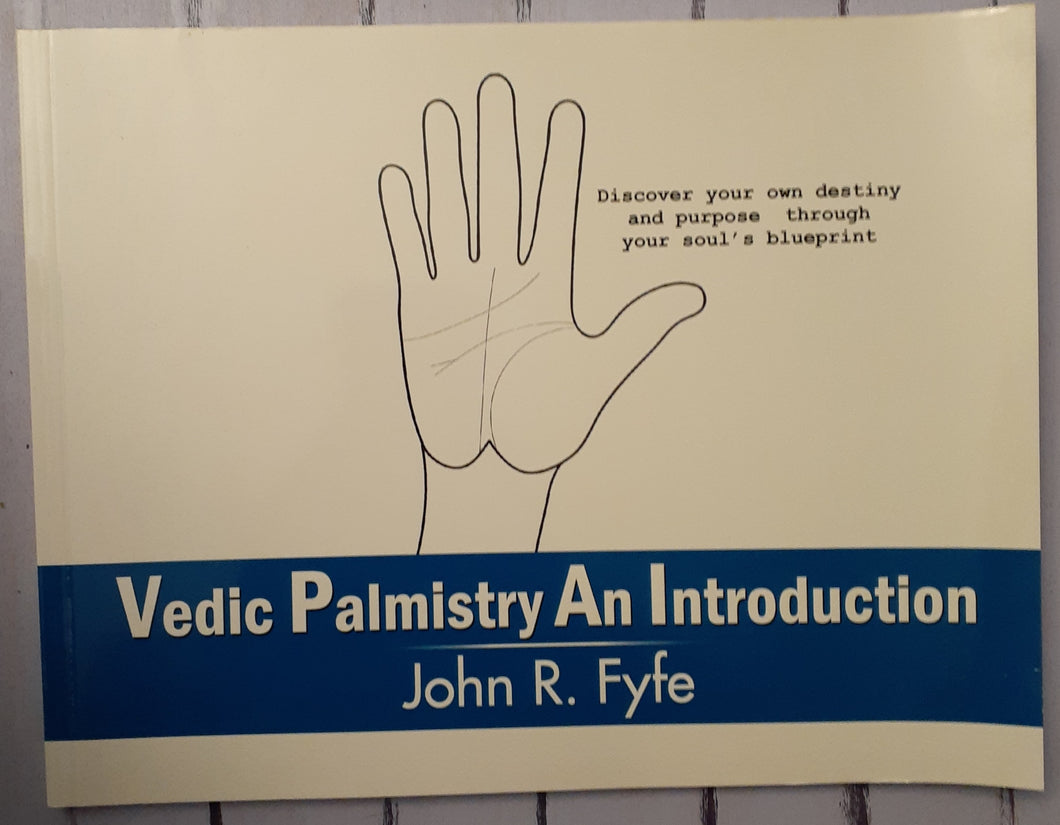 Discover your own destiny
and purpose through
your soul's blueprint
Vedic Palmistry An Introduction
John R. Fyfe